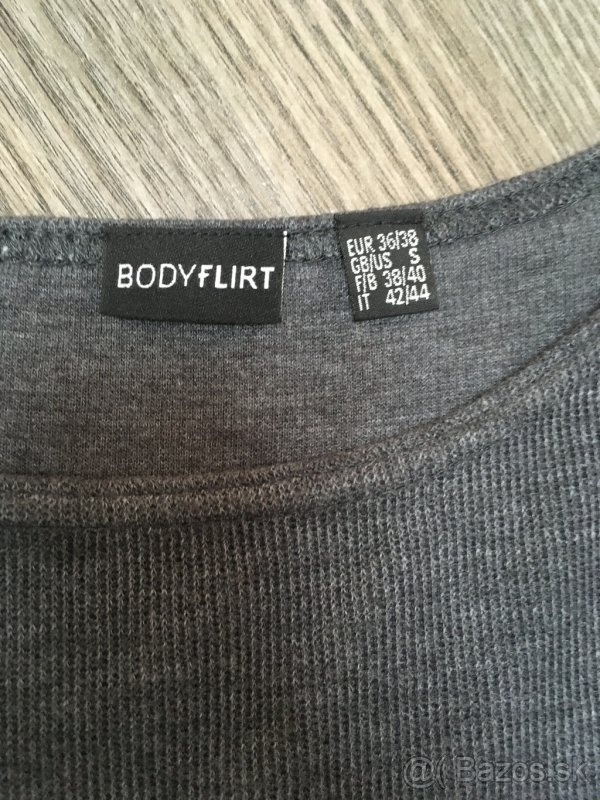 BODYFLIRT
EUR 36/38
GB/US S
F/B 38/40
IT 42/44
@( Bazos.sk